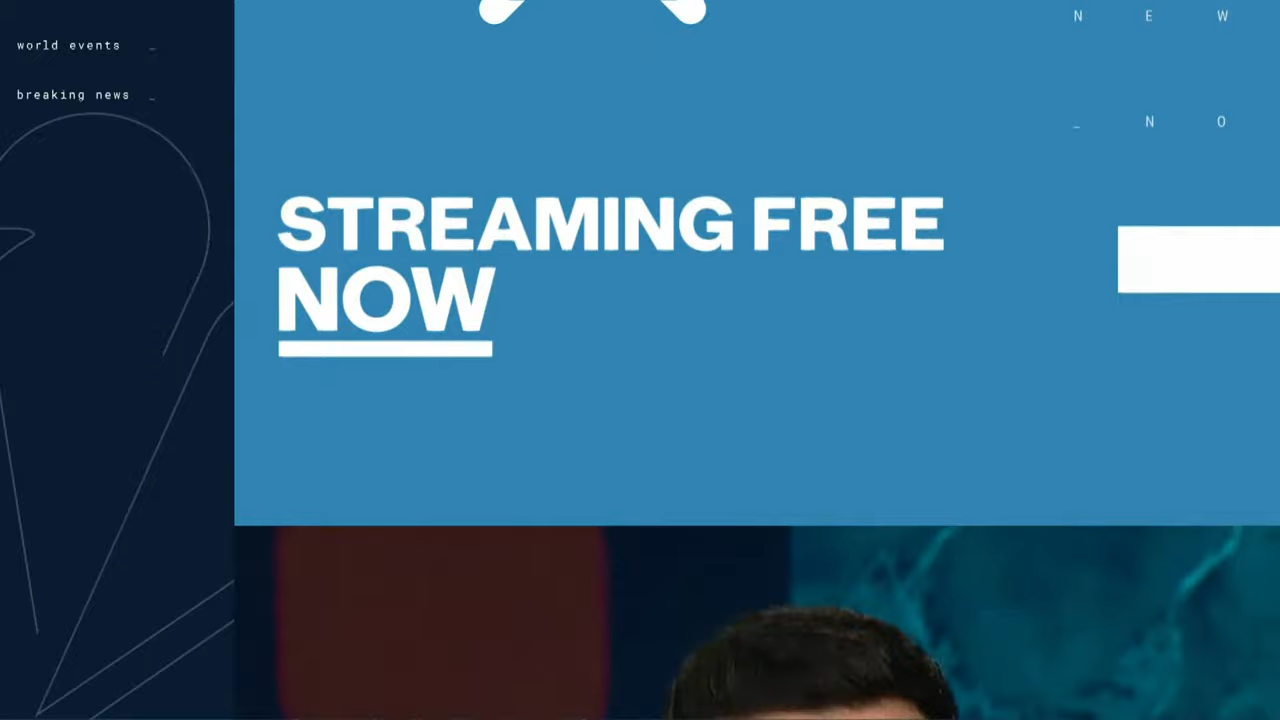 world events _
breaking news _
N E W
_ N O
STREAMING FREE
NOW